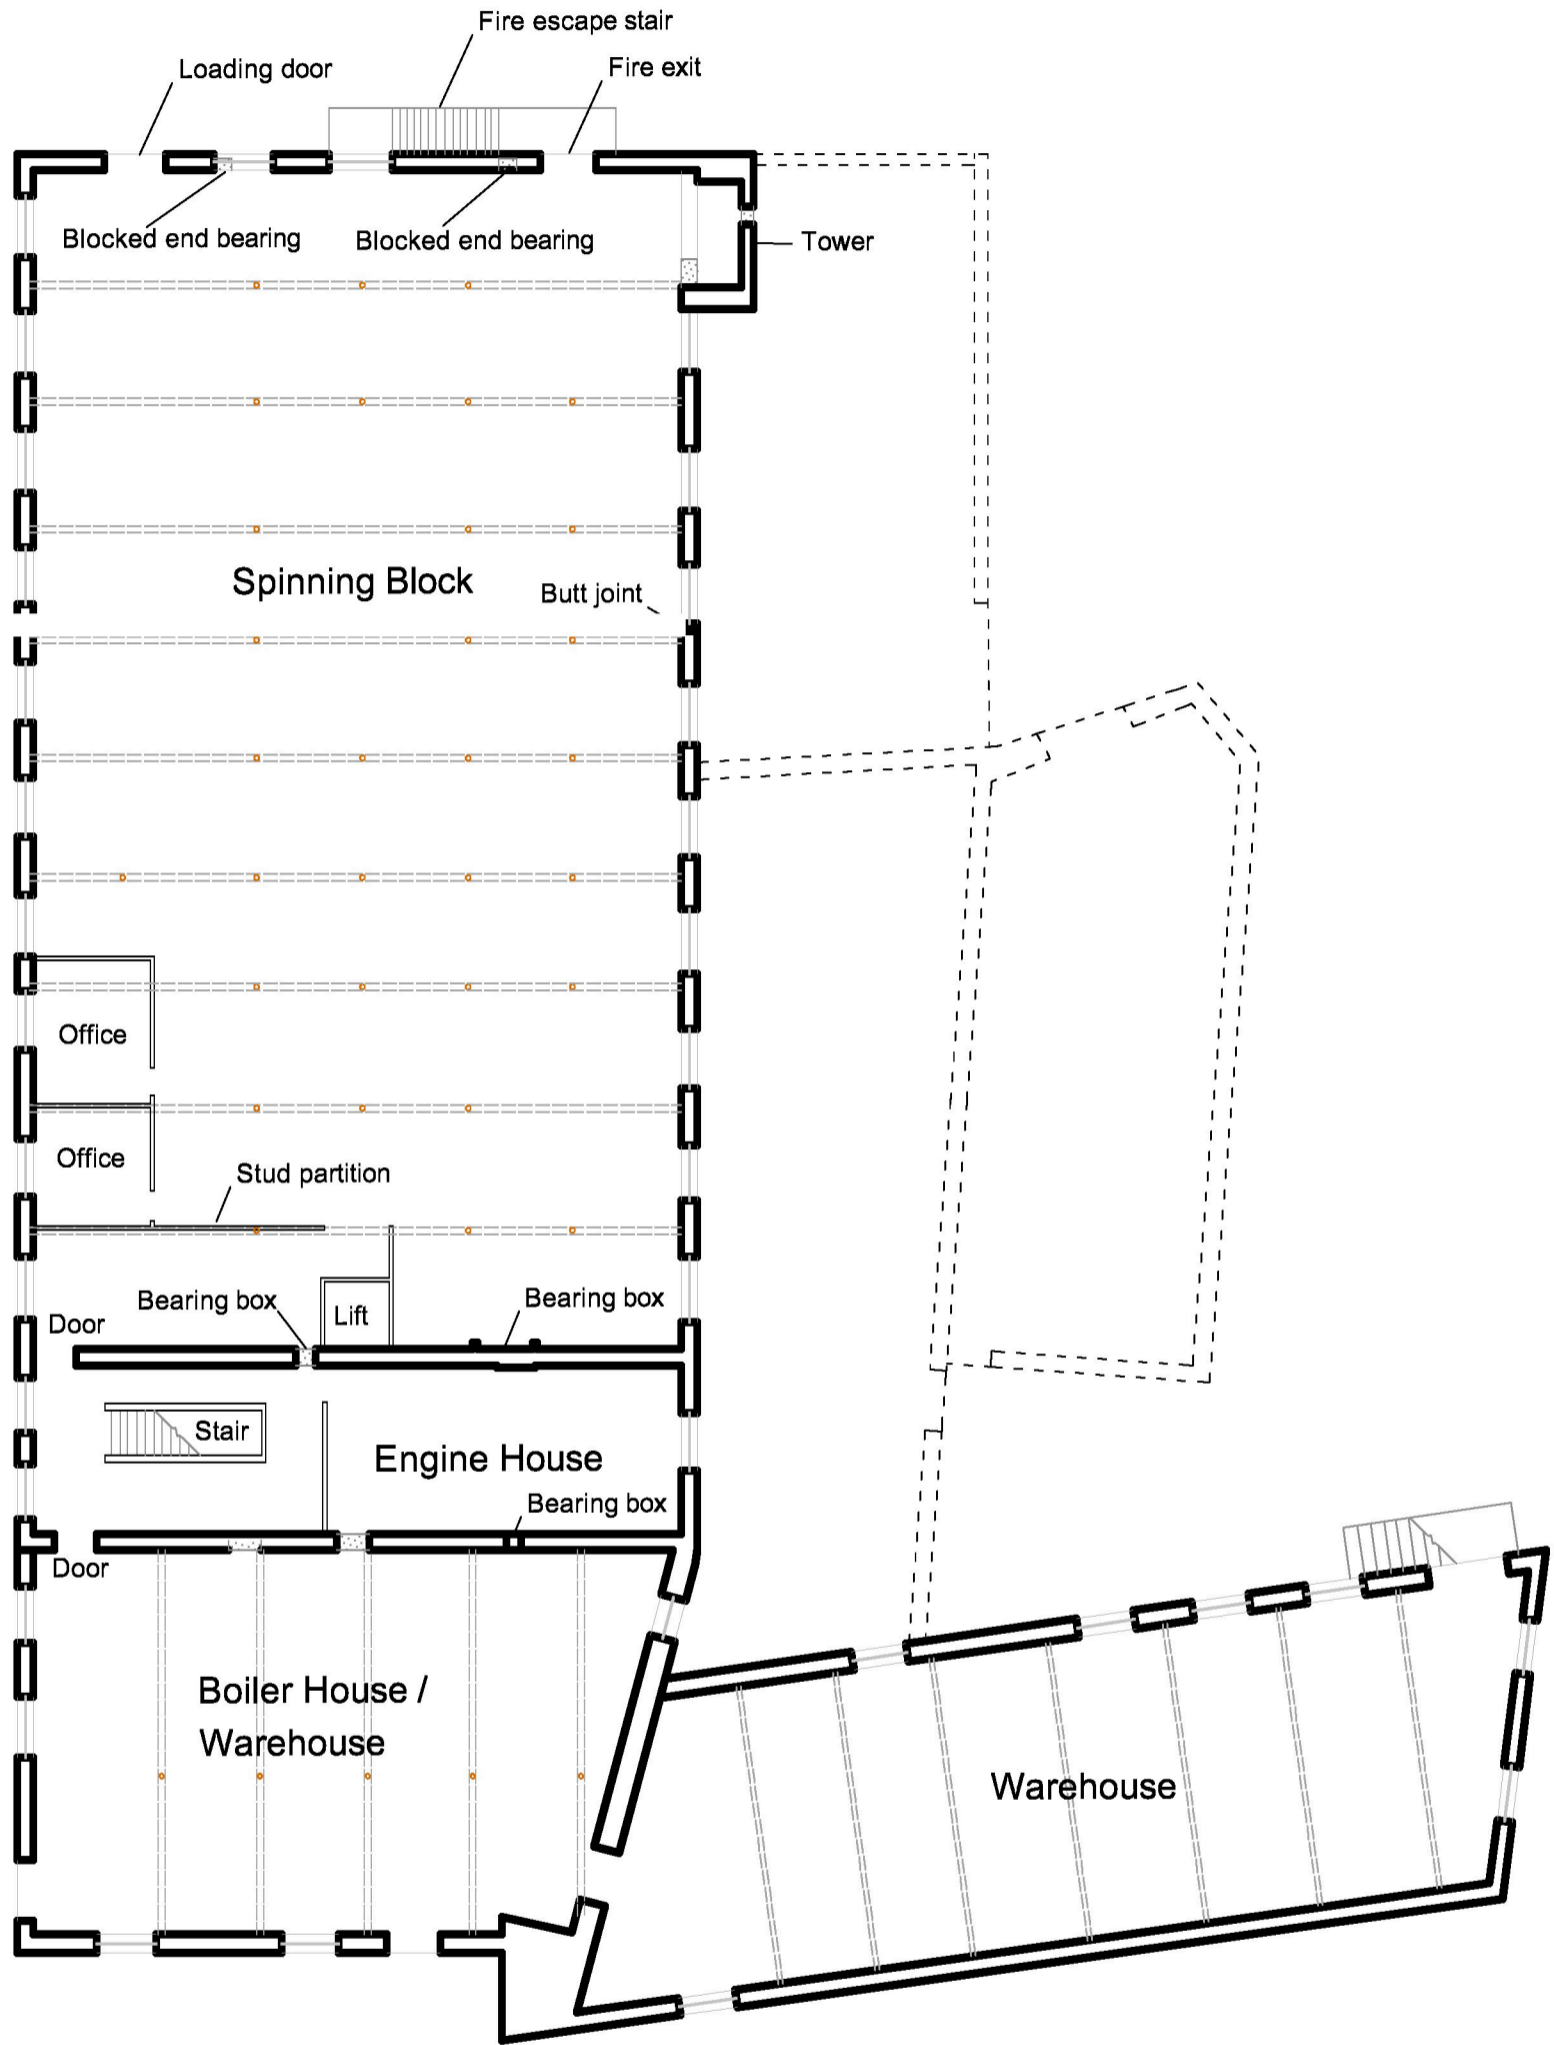 Fire escape stair
Loading door
Fire exit
Blocked end bearing
Blocked end bearing
Tower
Spinning Block
Butt joint
Office
Office
Stud partition
Bearing box
Bearing box
Lift
Door
Stair
Engine House
Bearing box
Door
Boiler House /
Warehouse
Warehouse